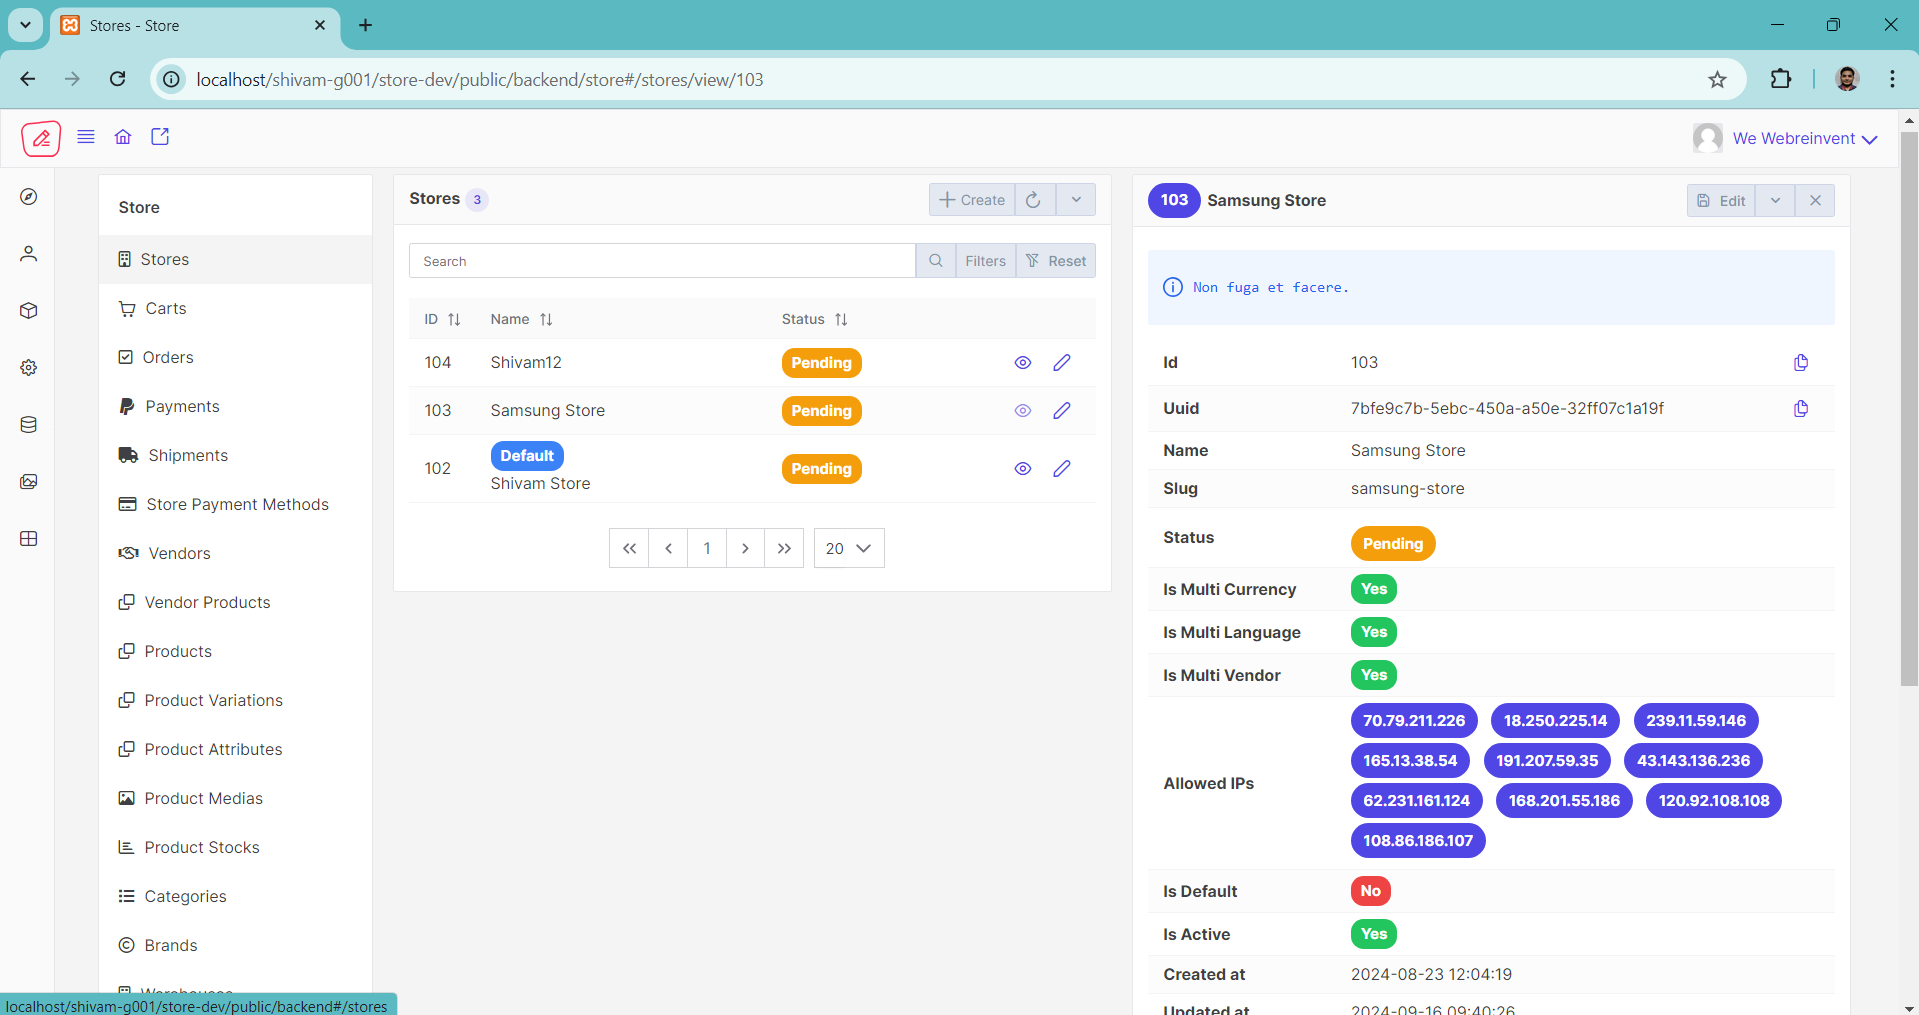 Stores - Store
localhost/shivam-g001/store-dev/public/backend/store#/stores/view/103
We Webreinvent
Store
Stores
Carts
Orders
Payments
Shipments
Store Payment Methods
Vendors
Vendor Products
Products
Product Variations
Product Attributes
Product Medias
Product Stocks
Categories
Brands
Warehouses
localhost/shivam-g001/store-dev/public/backend#/stores
Stores 3
Create
Search
Filters
Reset
ID Name Status
104 Shivam12 Pending
103 Samsung Store Pending
102 Default Shivam Store Pending
1
20
103 Samsung Store
Edit
Non fuga et facere.
Id 103
Uuid 7bfe9c7b-5ebc-450a-a50e-32ff07c1a19f
Name Samsung Store
Slug samsung-store
Status Pending
Is Multi Currency Yes
Is Multi Language Yes
Is Multi Vendor Yes
Allowed IPs
70.79.211.226 18.250.225.14 239.11.59.146
165.13.38.54 191.207.59.35 43.143.136.236
62.231.161.124 168.201.55.186 120.92.108.108
108.86.186.107
Is Default No
Is Active Yes
Created at 2024-08-23 12:04:19
Updated at 2024-09-16 09:40:26